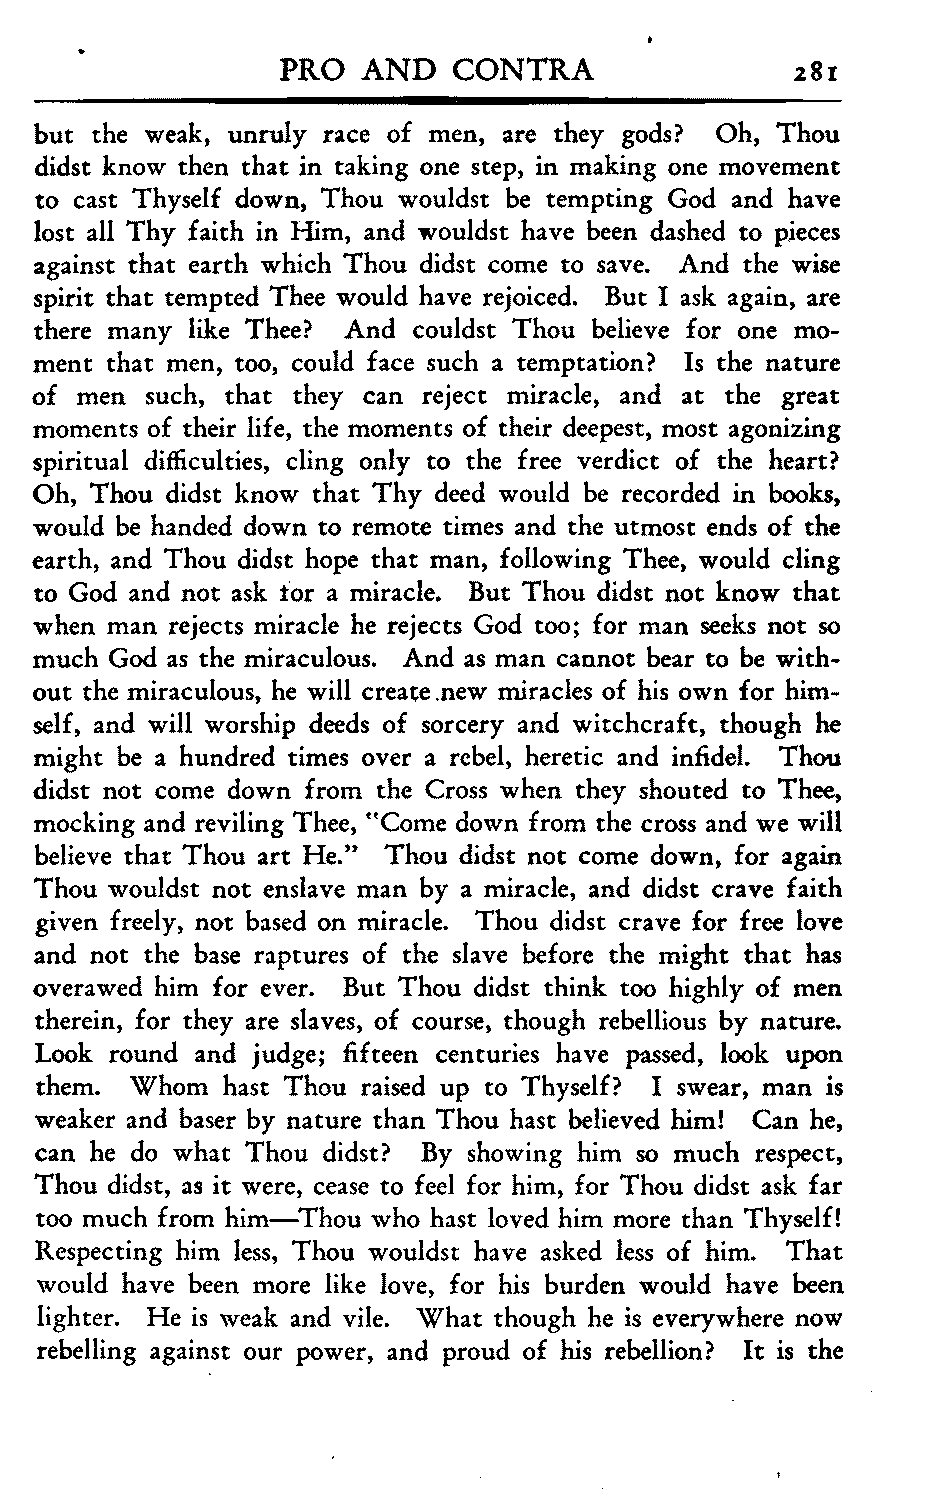 PRO AND CONTRA 281
but the weak, unruly race of men, are they gods? Oh, Thou
didst know then that in taking one step, in making one movement
to cast Thyself down, Thou wouldst be tempting God and have
lost all Thy faith in Him, and wouldst have been dashed to pieces
against that earth which Thou didst come to save. And the wise
spirit that tempted Thee would have rejoiced. But I ask again, are
there many like Thee? And couldst Thou believe for one mo-
ment that men, too, could face such a temptation? Is the nature
of men such, that they can reject miracle, and at the great
moments of their life, the moments of their deepest, most agonizing
spiritual difficulties, cling only to the free verdict of the heart?
Oh, Thou didst know that Thy deed would be recorded in books,
would be handed down to remote times and the utmost ends of the
earth, and Thou didst hope that man, following Thee, would cling
to God and not ask for a miracle. But Thou didst not know that
when man rejects miracle he rejects God too; for man seeks not so
much God as the miraculous. And as man cannot bear to be with-
out the miraculous, he will create new miracles of his own for him-
self, and will worship deeds of sorcery and witchcraft, though he
might be a hundred times over a rebel, heretic and infidel. Thou
didst not come down from the Cross when they shouted to Thee,
mocking and reviling Thee, "Come down from the cross and we will
believe that Thou art He." Thou didst not come down, for again
Thou wouldst not enslave man by a miracle, and didst crave faith
given freely, not based on miracle. Thou didst crave for free love
and not the base raptures of the slave before the might that has
overawed him for ever. But Thou didst think too highly of men
therein, for they are slaves, of course, though rebellious by nature.
Look round and judge; fifteen centuries have passed, look upon
them. Whom hast Thou raised up to Thyself? I swear, man is
weaker and baser by nature than Thou hast believed him! Can he,
can he do what Thou didst? By showing him so much respect,
Thou didst, as it were, cease to feel for him, for Thou didst ask far
too much from him—Thou who hast loved him more than Thyself!
Respecting him less, Thou wouldst have asked less of him. That
would have been more like love, for his burden would have been
lighter. He is weak and vile. What though he is everywhere now
rebelling against our power, and proud of his rebellion? It is the